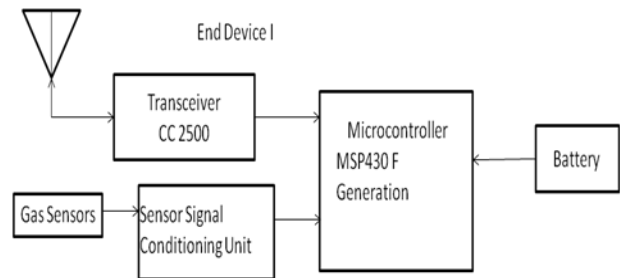 End Device I
Transceiver
CC 2500
Microcontroller
MSP430 F
Generation
Battery
Gas Sensors
Sensor Signal
Conditioning Unit